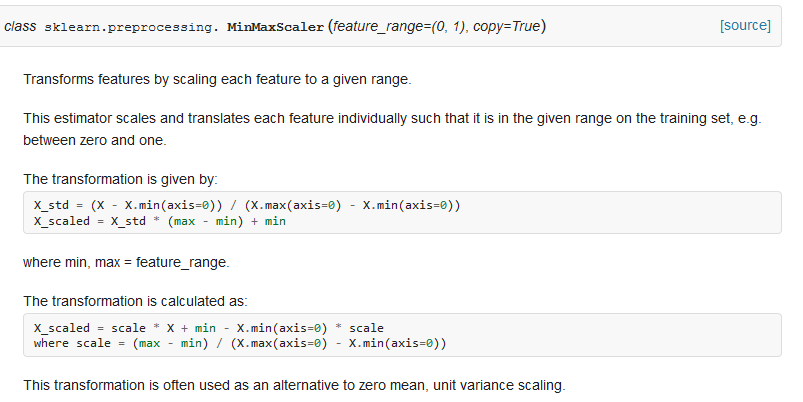 class sklearn.preprocessing. MinMaxScaler (feature_range=(0, 1), copy=True) [source]
Transforms features by scaling each feature to a given range.
This estimator scales and translates each feature individually such that it is in the given range on the training set, e.g.
between zero and one.
The transformation is given by:
X_std = (X - X.min(axis=0)) / (X.max(axis=0) - X.min(axis=0))
X_scaled = X_std * (max - min) + min
where min, max = feature_range.
The transformation is calculated as:
X_scaled = scale * X + min - X.min(axis=0) * scale
where scale = (max - min) / (X.max(axis=0) - X.min(axis=0))
This transformation is often used as an alternative to zero mean, unit variance scaling.